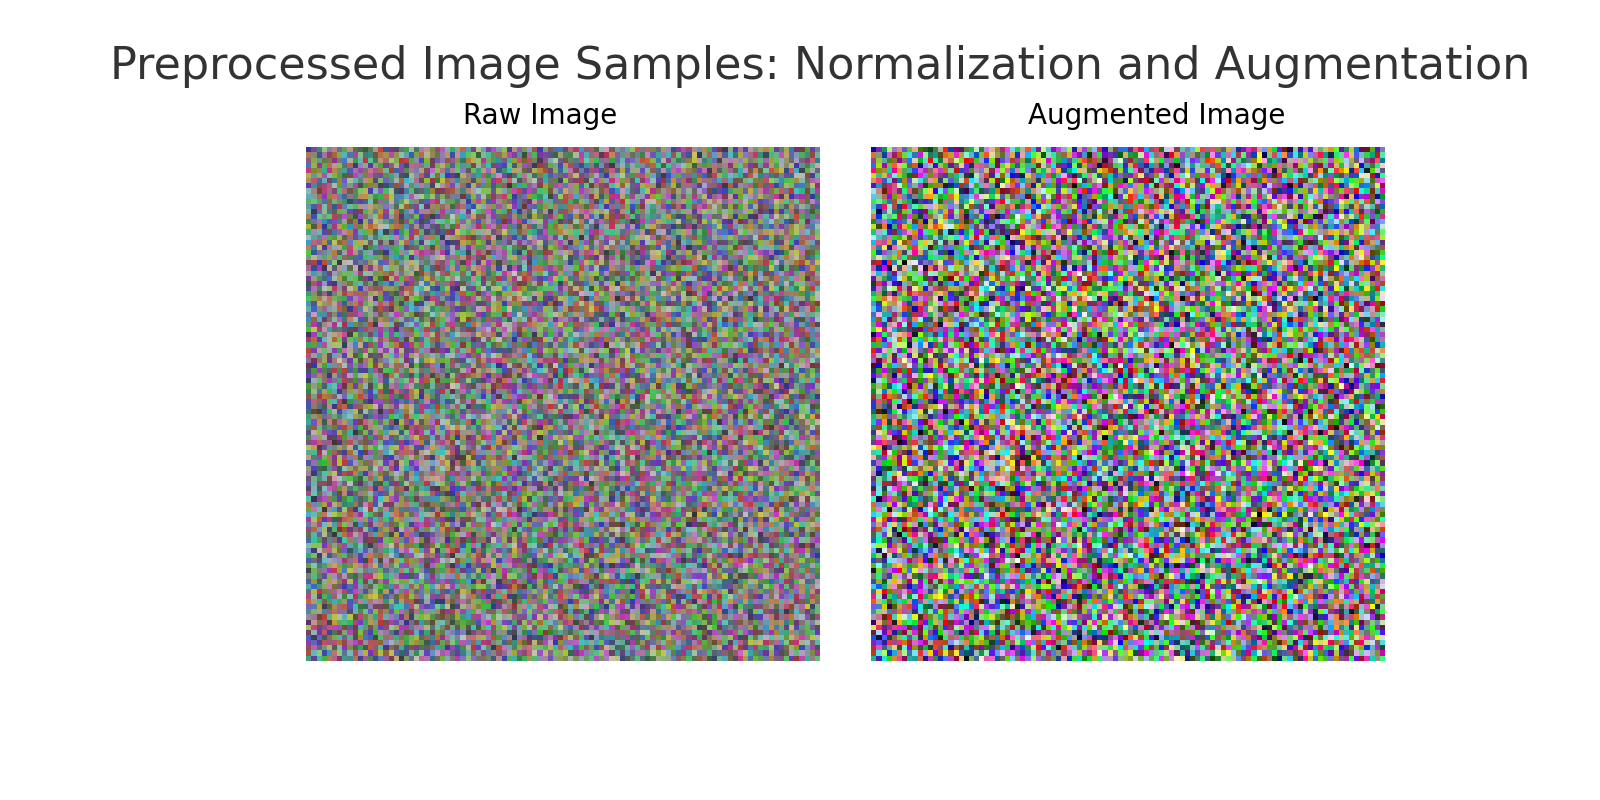 Preprocessed Image Samples: Normalization and Augmentation
Raw Image
Augmented Image